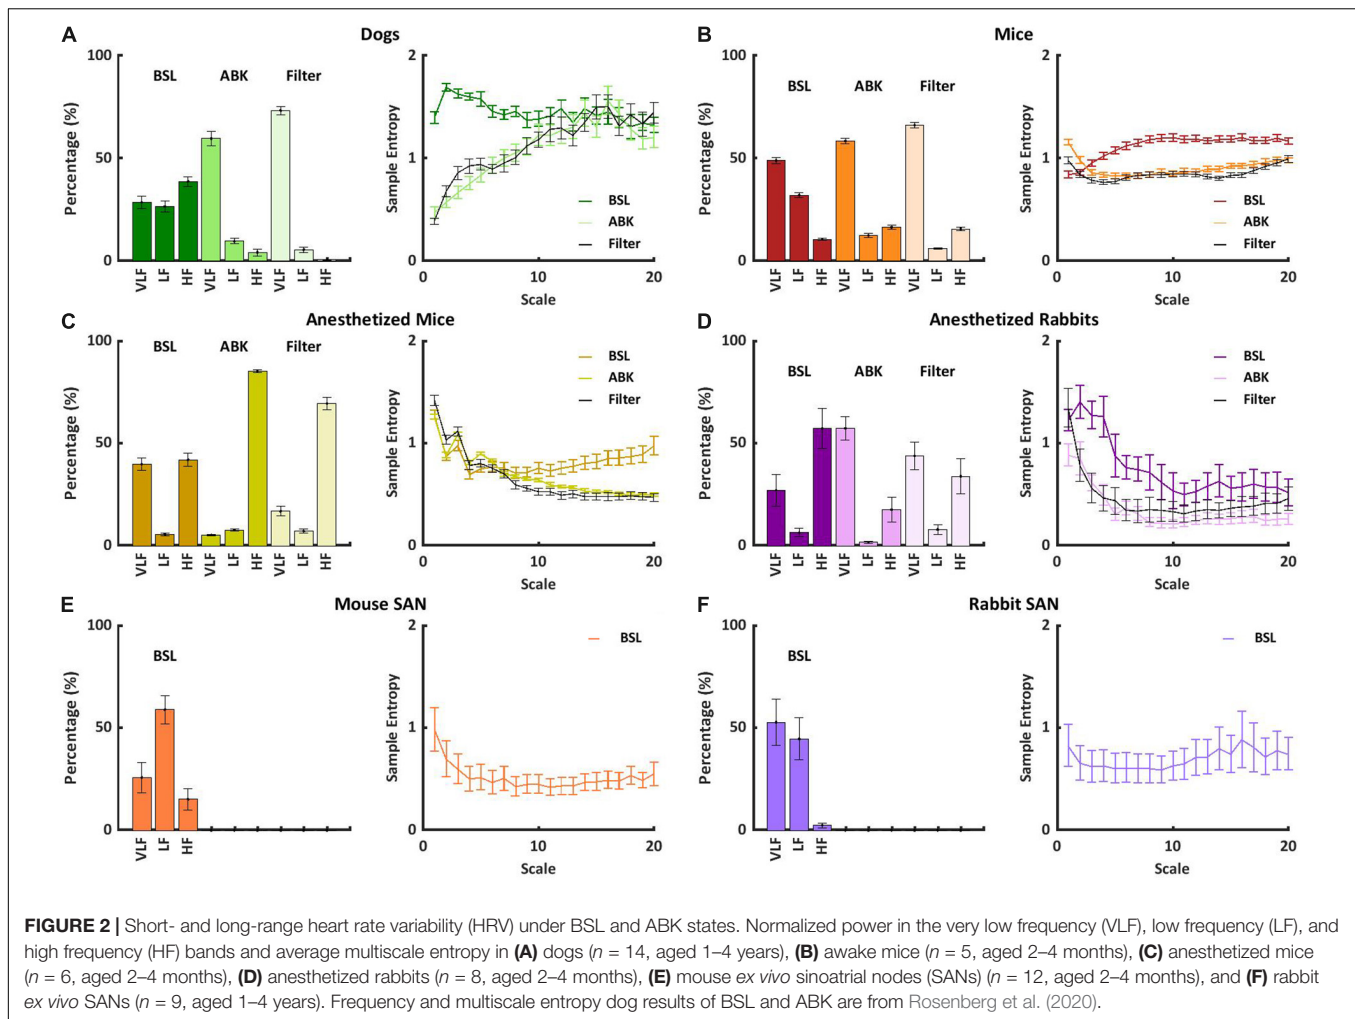 A
Dogs
100
50
0
Percentage (%)
BSL
ABK
Filter
VLF
LF
HF
VLF
LF
HF
VLF
LF
HF
2
1
0
Sample Entropy
BSL
ABK
Filter
0
10
20
Scale
B
Mice
100
50
0
Percentage (%)
BSL
ABK
Filter
VLF
LF
HF
VLF
LF
HF
VLF
LF
HF
2
1
0
Sample Entropy
BSL
ABK
Filter
0
10
20
Scale
C
Anesthetized Mice
100
50
0
Percentage (%)
BSL
ABK
Filter
VLF
LF
HF
VLF
LF
HF
VLF
LF
HF
2
1
0
Sample Entropy
BSL
ABK
Filter
0
10
20
Scale
D
Anesthetized Rabbits
100
50
0
Percentage (%)
BSL
ABK
Filter
VLF
LF
HF
VLF
LF
HF
VLF
LF
HF
2
1
0
Sample Entropy
BSL
ABK
Filter
0
10
20
Scale
E
Mouse SAN
100
50
0
Percentage (%)
BSL
VLF
LF
HF
2
1
0
Sample Entropy
BSL
0
10
20
Scale
F
Rabbit SAN
100
50
0
Percentage (%)
BSL
VLF
LF
HF
2
1
0
Sample Entropy
BSL
0
10
20
Scale
FIGURE 2 | Short- and long-range heart rate variability (HRV) under BSL and ABK states. Normalized power in the very low frequency (VLF), low frequency (LF), and
high frequency (HF) bands and average multiscale entropy in (A) dogs (n = 14, aged 1–4 years), (B) awake mice (n = 5, aged 2–4 months), (C) anesthetized mice
(n = 6, aged 2–4 months), (D) anesthetized rabbits (n = 8, aged 2–4 months), (E) mouse ex vivo sinoatrial nodes (SANs) (n = 12, aged 2–4 months), and (F) rabbit
ex vivo SANs (n = 9, aged 1–4 years). Frequency and multiscale entropy dog results of BSL and ABK are from Rosenberg et al. (2020).